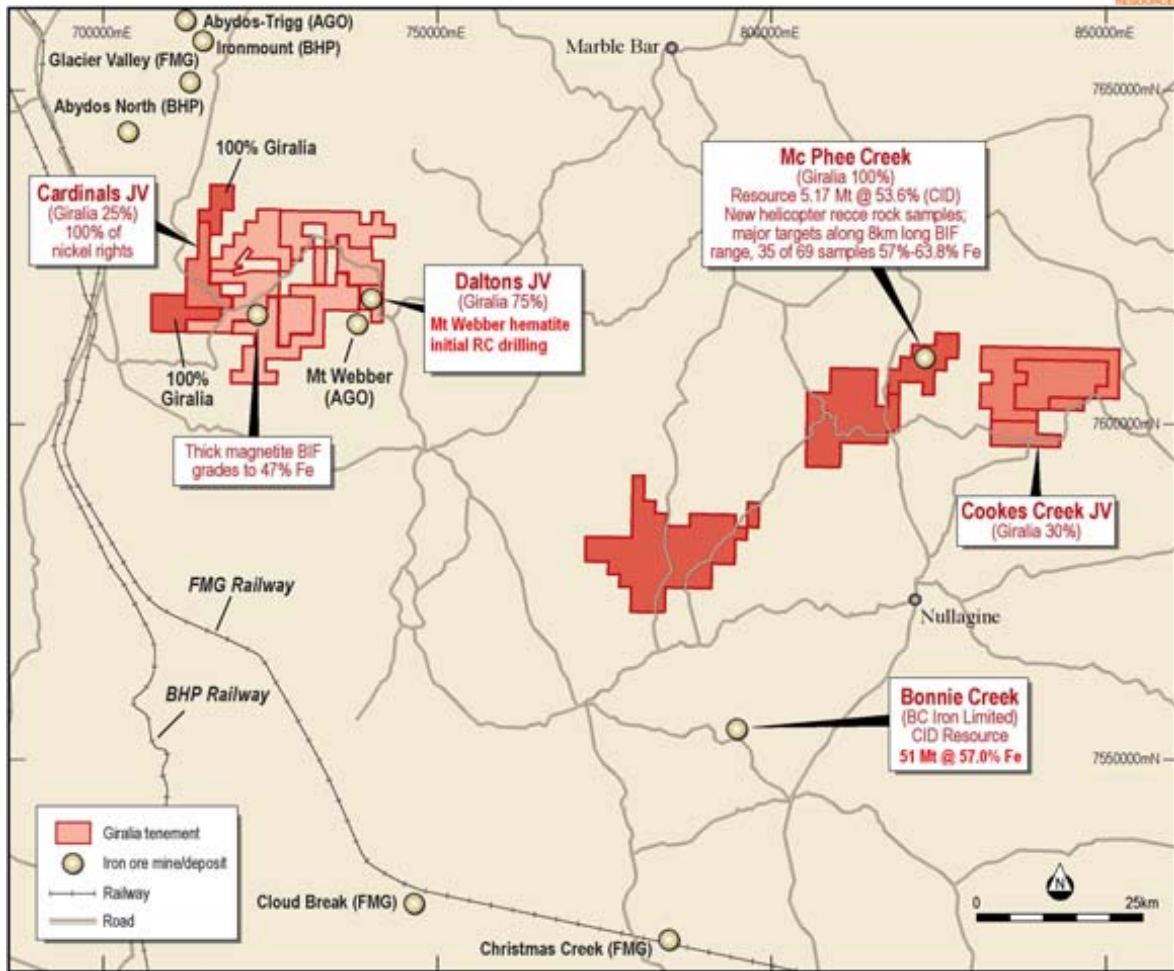 RESOURCES
700000mE
750000mE
800000mE
850000mE
Abydos-Trigg (AGO)
Ironmount (BHP)
Glacier Valley (FMG)
Abydos North (BHP)
Marble Bar
7650000mN
100% Giralia
Cardinals JV
(Giralia 25%)
100% of
nickel rights
Mc Phee Creek
(Giralia 100%)
Resource 5.17 Mt @ 53.6% (CID)
New helicopter recce rock samples;
major targets along 8km long BIF
range, 35 of 69 samples 57%-63.8% Fe
Daltons JV
(Giralia 75%)
Mt Webber hematite
initial RC drilling
100%
Giralia
Mt Webber
(AGO)
7600000mN
Thick magnetite BIF
grades to 47% Fe
Cookes Creek JV
(Giralia 30%)
FMG Railway
Nullagine
BHP Railway
Bonnie Creek
(BC Iron Limited)
CID Resource
51 Mt @ 57.0% Fe
7550000mN
Giralia tenement
Iron ore mine/deposit
Railway
Road
Cloud Break (FMG)
Christmas Creek (FMG)
N
0
25km